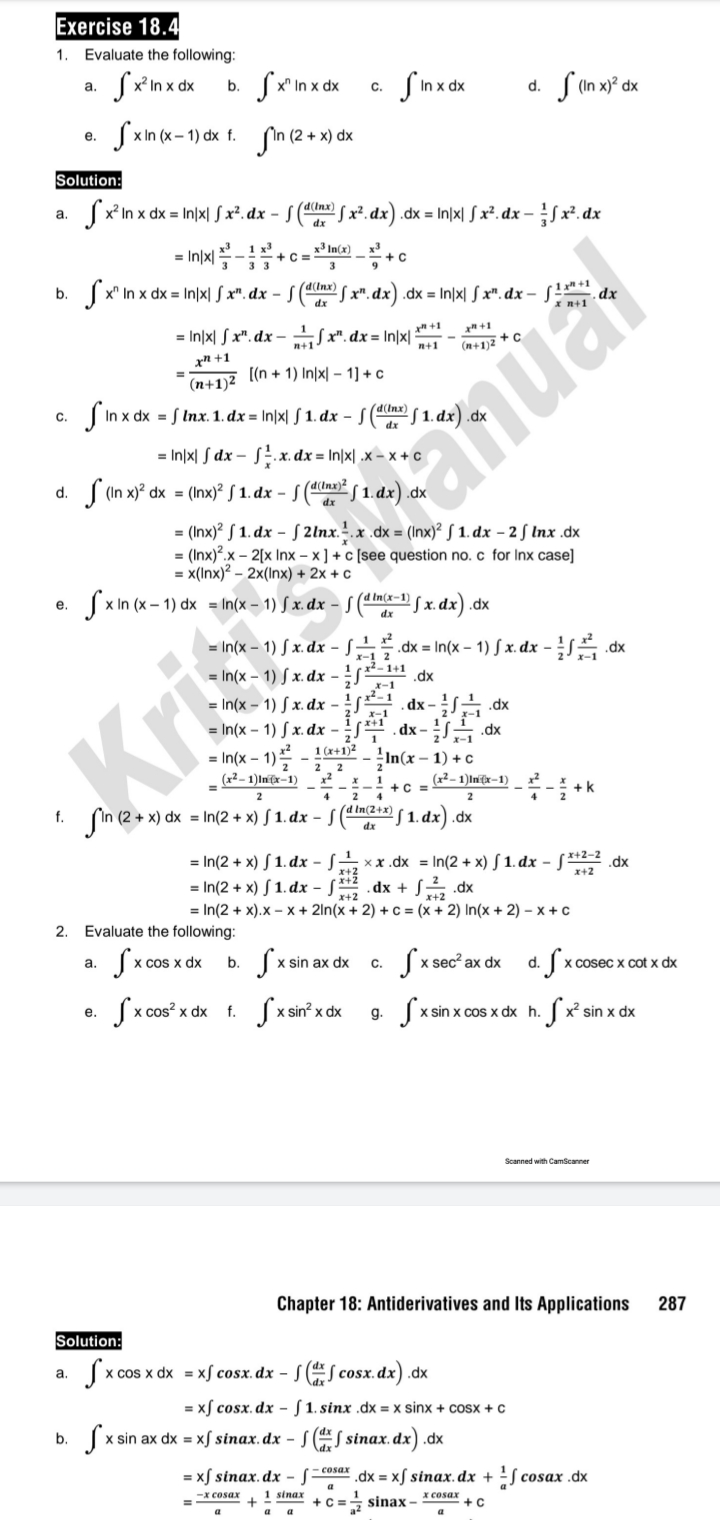 Exercise 18.4
1. Evaluate the following:
a. ∫ x² ln x dx b. ∫ xⁿ ln x dx c. ∫ ln x dx d. ∫ (ln x)² dx
e. ∫ x ln (x – 1) dx f. ∫ ln (2 + x) dx
Solution:
a. ∫ x² ln x dx = ln|x| ∫ x². dx − ∫ (d(lnx)/dx ∫ x². dx) .dx = ln|x| ∫ x². dx − 1/3 ∫ x². dx
= ln|x| x³/3 − 1/3 x³/3 + c = x³ ln(x)/3 − x³/9 + c
b. ∫ xⁿ ln x dx = ln|x| ∫ xⁿ. dx − ∫ (d(lnx)/dx ∫ xⁿ. dx) .dx = ln|x| ∫ xⁿ. dx − ∫ 1/x xⁿ⁺¹/n+1 . dx
= ln|x| ∫ xⁿ. dx − 1/n+1 ∫ xⁿ. dx = ln|x| xⁿ⁺¹/n+1 − xⁿ⁺¹/(n+1)² + c
= xⁿ⁺¹/(n+1)² [(n + 1) ln|x| – 1] + c
c. ∫ ln x dx = ∫ lnx. 1. dx = ln|x| ∫ 1. dx − ∫ (d(lnx)/dx ∫ 1. dx) .dx
= ln|x| ∫ dx − ∫ 1/x . x. dx = ln|x| .x – x + c
d. ∫ (ln x)² dx = (lnx)² ∫ 1. dx − ∫ (d(lnx)²/dx ∫ 1. dx) .dx
= (lnx)² ∫ 1. dx − ∫ 2lnx. 1/x . x .dx = (lnx)² ∫ 1. dx − 2 ∫ lnx .dx
= (lnx)².x – 2[x lnx – x ] + c [see question no. c for lnx case]
= x(lnx)² – 2x(lnx) + 2x + c
e. ∫ x ln (x – 1) dx = ln(x – 1) ∫ x. dx − ∫ (d ln(x−1)/dx ∫ x. dx) .dx
= ln(x – 1) ∫ x. dx − ∫ 1/x−1 x²/2 .dx = ln(x – 1) ∫ x. dx − 1/2 ∫ x²/x−1 .dx
= ln(x – 1) ∫ x. dx − 1/2 ∫ x²−1+1/x−1 .dx
= ln(x – 1) ∫ x. dx − 1/2 ∫ x²−1/x−1 . dx − 1/2 ∫ 1/x−1 .dx
= ln(x – 1) ∫ x. dx − 1/2 ∫ x+1/1 . dx − 1/2 ∫ 1/x−1 .dx
= ln(x – 1) x²/2 − 1/2 (x+1)²/2 − 1/2 ln(x − 1) + c
= (x²−1)ln(x−1)/2 − x²/4 − x/2 − 1/4 + c = (x²−1)ln(x−1)/2 − x²/4 − x/2 + k
f. ∫ ln (2 + x) dx = ln(2 + x) ∫ 1. dx − ∫ (d ln(2+x)/dx ∫ 1. dx) .dx
= ln(2 + x) ∫ 1. dx − ∫ 1/x+2 × x .dx = ln(2 + x) ∫ 1. dx − ∫ x+2−2/x+2 .dx
= ln(2 + x) ∫ 1. dx − ∫ x+2/x+2 . dx + ∫ 2/x+2 .dx
= ln(2 + x).x – x + 2ln(x + 2) + c = (x + 2) ln(x + 2) – x + c
2. Evaluate the following:
a. ∫ x cos x dx b. ∫ x sin ax dx c. ∫ x sec² ax dx d. ∫ x cosec x cot x dx
e. ∫ x cos² x dx f. ∫ x sin² x dx g. ∫ x sin x cos x dx h. ∫ x² sin x dx
Scanned with CamScanner
Chapter 18: Antiderivatives and Its Applications 287
Solution:
a. ∫ x cos x dx = x∫ cosx. dx − ∫ (dx/dx ∫ cosx. dx) .dx
= x∫ cosx. dx − ∫ 1. sinx .dx = x sinx + cosx + c
b. ∫ x sin ax dx = x∫ sinax. dx − ∫ (dx/dx ∫ sinax. dx) .dx
= x∫ sinax. dx − ∫ −cosax/a .dx = x∫ sinax. dx + 1/a ∫ cosax .dx
= −x cosax/a + 1/a sinax/a + c = 1/a² sinax − x cosax/a + c
Kriti's Manual